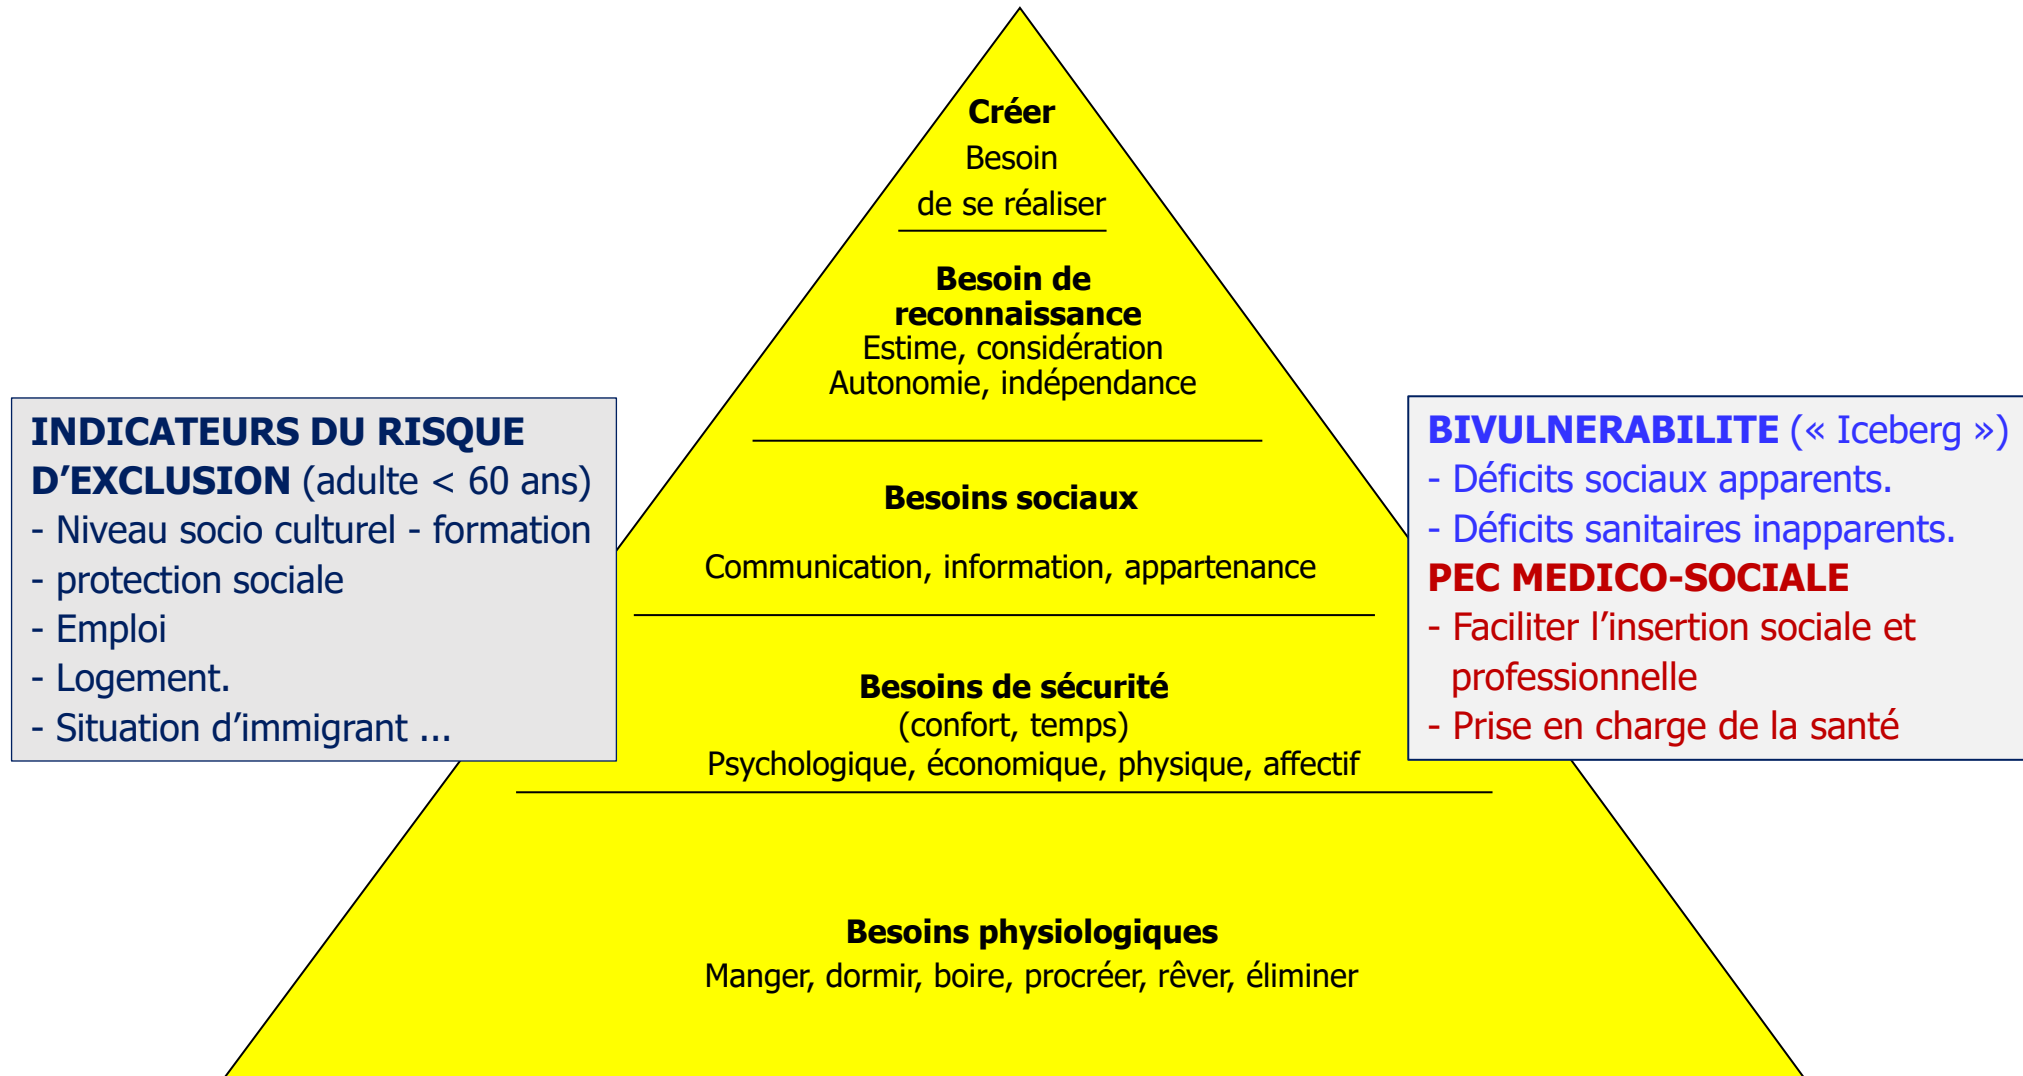 Créer
Besoin
de se réaliser
Besoin de
reconnaissance
Estime, considération
Autonomie, indépendance
Besoins sociaux
Communication, information, appartenance
Besoins de sécurité
(confort, temps)
Psychologique, économique, physique, affectif
Besoins physiologiques
Manger, dormir, boire, procréer, rêver, éliminer
INDICATEURS DU RISQUE
D’EXCLUSION (adulte < 60 ans)
- Niveau socio culturel - formation
- protection sociale
- Emploi
- Logement.
- Situation d’immigrant ...
BIVULNERABILITE (« Iceberg »)
- Déficits sociaux apparents.
- Déficits sanitaires inapparents.
PEC MEDICO-SOCIALE
- Faciliter l’insertion sociale et
professionnelle
- Prise en charge de la santé